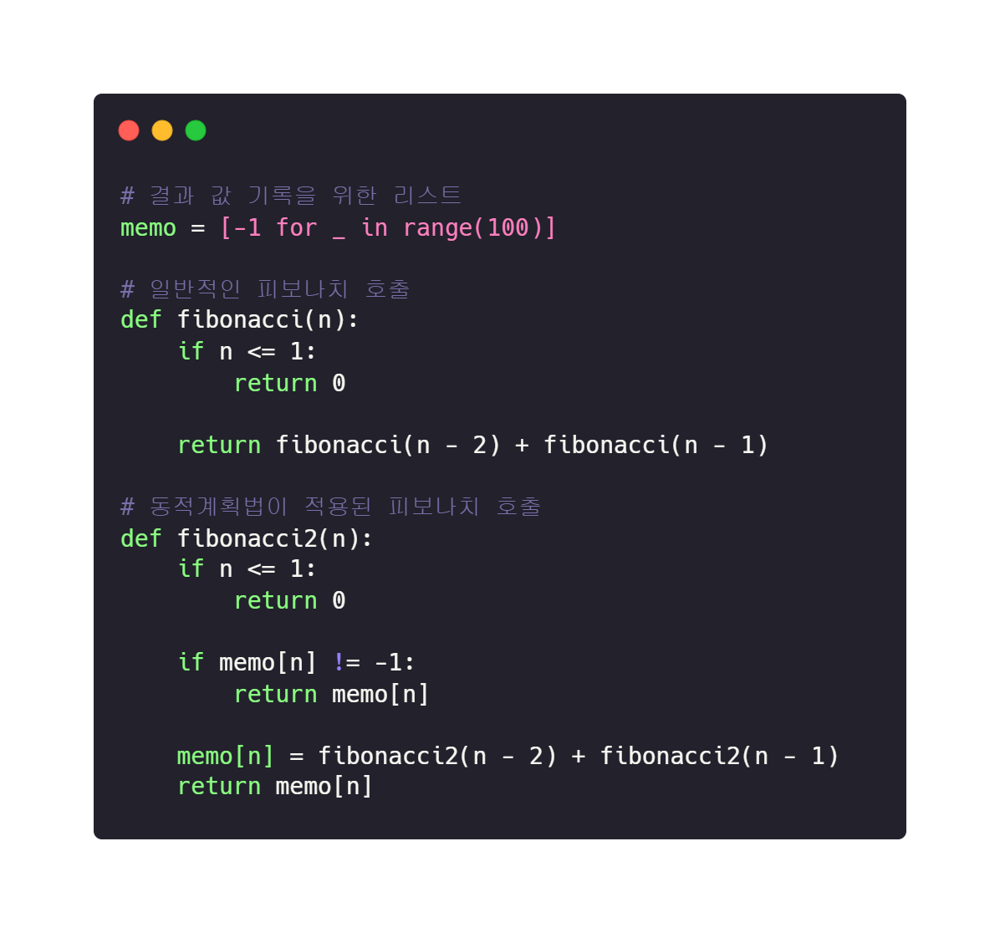 # 결과 값 기록을 위한 리스트
memo = [-1 for _ in range(100)]
# 일반적인 피보나치 호출
def fibonacci(n):
    if n <= 1:
        return 0
    return fibonacci(n - 2) + fibonacci(n - 1)
# 동적계획법이 적용된 피보나치 호출
def fibonacci2(n):
    if n <= 1:
        return 0
    if memo[n] != -1:
        return memo[n]
    memo[n] = fibonacci2(n - 2) + fibonacci2(n - 1)
    return memo[n]